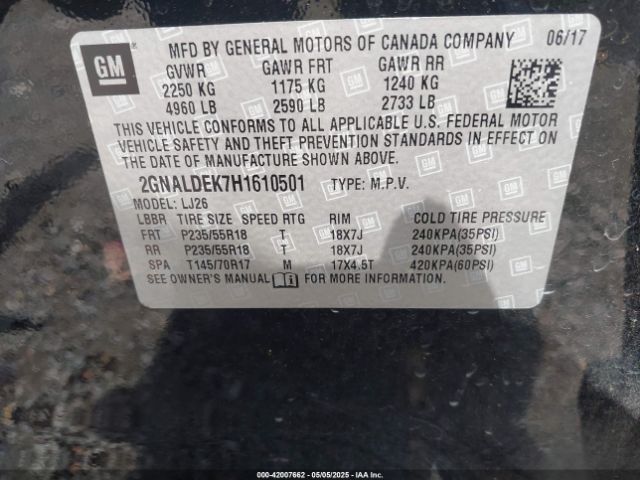 GM
MFD BY GENERAL MOTORS OF CANADA COMPANY 06/17
GVWR GAWR FRT GAWR RR
2250 KG 1175 KG 1240 KG
4960 LB 2590 LB 2733 LB
THIS VEHICLE CONFORMS TO ALL APPLICABLE U.S. FEDERAL MOTOR
VEHICLE SAFETY AND THEFT PREVENTION STANDARDS IN EFFECT ON
THE DATE OF MANUFACTURE SHOWN ABOVE.
2GNALDEK7H1610501 TYPE: M.P.V.
MODEL: LJ26
LBBR TIRE SIZE SPEED RTG RIM COLD TIRE PRESSURE
FRT P235/55R18 T 18X7J 240KPA(35PSI)
RR P235/55R18 T 18X7J 240KPA(35PSI)
SPA T145/70R17 M 17X4.5T 420KPA(60PSI)
SEE OWNER'S MANUAL FOR MORE INFORMATION.
000-42007662 - 05/05/2025 - IAAI.COM